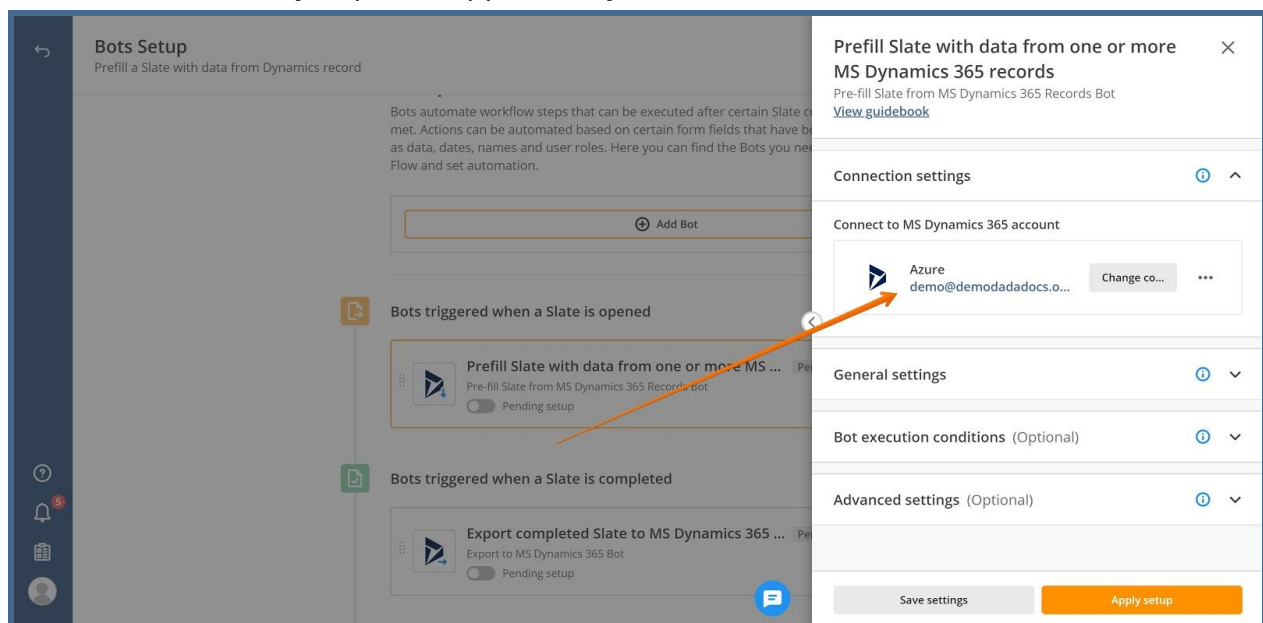 Bots Setup
Prefill a Slate with data from Dynamics record
Bots automate workflow steps that can be executed after certain Slate
met. Actions can be automated based on certain form fields that have
as data, dates, names and user roles. Here you can find the Bots you
Flow and set automation.
Add Bot
Bots triggered when a Slate is opened
Prefill Slate with data from one or more MS ...
Pre-fill Slate from MS Dynamics 365 Records Bot
Pending setup
Bots triggered when a Slate is completed
Export completed Slate to MS Dynamics 365 ...
Export to MS Dynamics 365 Bot
Pending setup
5
Prefill Slate with data from one or more
MS Dynamics 365 records
Pre-fill Slate from MS Dynamics 365 Records Bot
View guidebook
Connection settings
Connect to MS Dynamics 365 account
Azure
demo@demodadadocs.o...
Change co...
General settings
Bot execution conditions (Optional)
Advanced settings (Optional)
Save settings
Apply setup